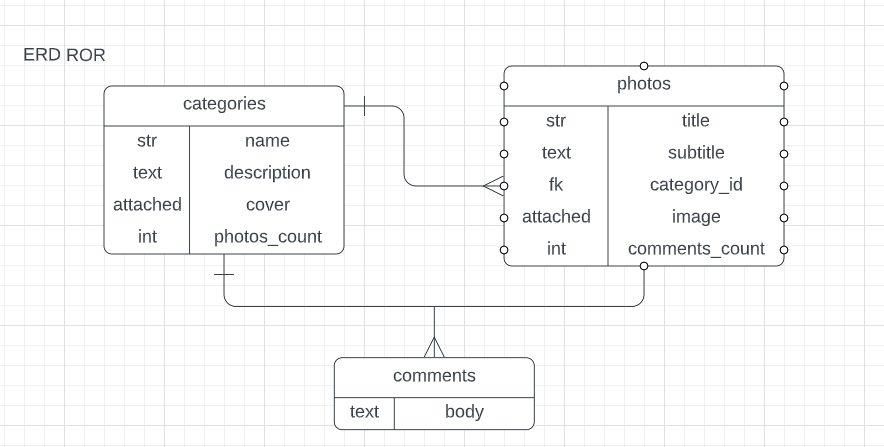 ERD ROR
categories
str name
text description
attached cover
int photos_count
photos
str title
text subtitle
fk category_id
attached image
int comments_count
comments
text body